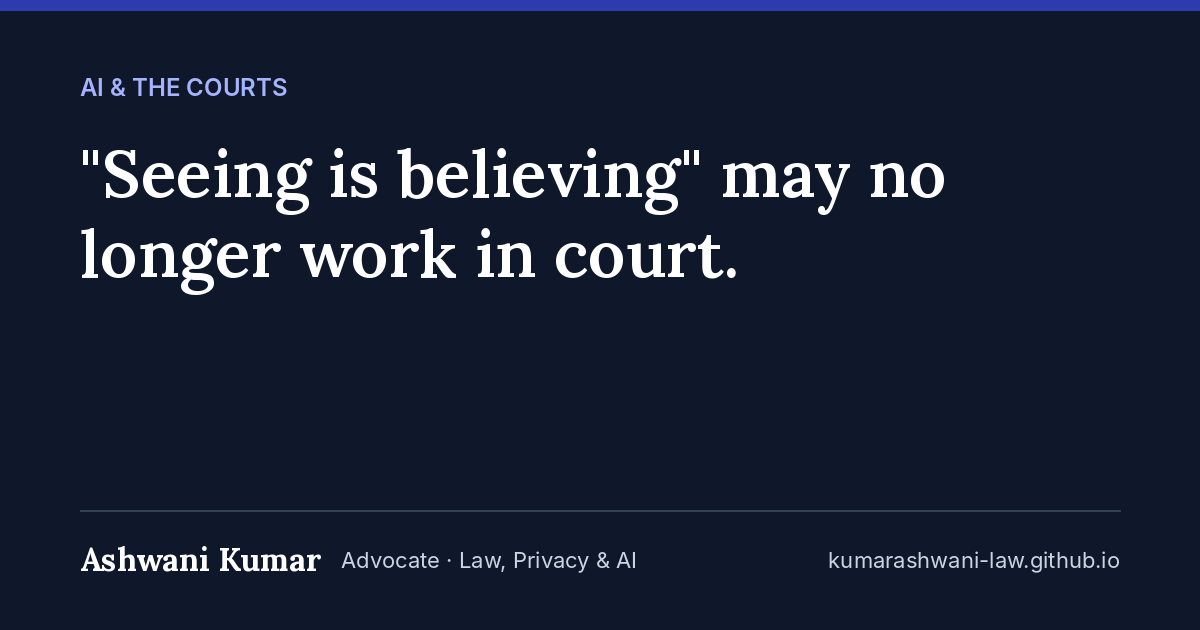 AI & THE COURTS
"Seeing is believing" may no
longer work in court.
Ashwani Kumar Advocate · Law, Privacy & AI kumarashwani-law.github.io